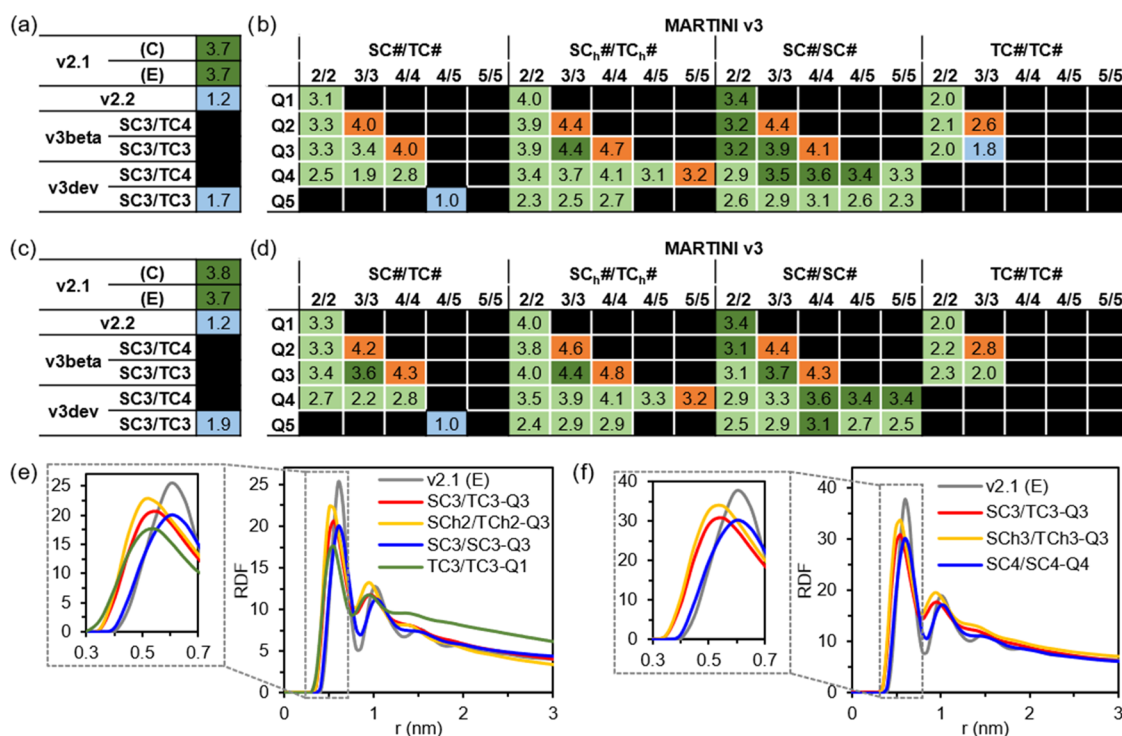 (a)
v2.1 (C) 3.7
(E) 3.7
v2.2 1.2
v3beta SC3/TC4
SC3/TC3
v3dev SC3/TC4
SC3/TC3 1.7
(b)
MARTINI v3
SC#/TC# SCh#/TCh# SC#/SC# TC#/TC#
2/2 3/3 4/4 4/5 5/5 2/2 3/3 4/4 4/5 5/5 2/2 3/3 4/4 4/5 5/5 2/2 3/3 4/4 4/5 5/5
Q1 3.1 4.0 3.4 2.0
Q2 3.3 4.0 3.9 4.4 3.2 4.4 2.1 2.6
Q3 3.3 3.4 4.0 3.9 4.4 4.7 3.2 3.9 4.1 2.0 1.8
Q4 2.5 1.9 2.8 3.4 3.7 4.1 3.1 3.2 2.9 3.5 3.6 3.4 3.3
Q5 1.0 2.3 2.5 2.7 2.6 2.9 3.1 2.6 2.3
(c)
v2.1 (C) 3.8
(E) 3.7
v2.2 1.2
v3beta SC3/TC4
SC3/TC3
v3dev SC3/TC4
SC3/TC3 1.9
(d)
MARTINI v3
SC#/TC# SCh#/TCh# SC#/SC# TC#/TC#
2/2 3/3 4/4 4/5 5/5 2/2 3/3 4/4 4/5 5/5 2/2 3/3 4/4 4/5 5/5 2/2 3/3 4/4 4/5 5/5
Q1 3.3 4.0 3.4 2.0
Q2 3.3 4.2 3.8 4.6 3.1 4.4 2.2 2.8
Q3 3.4 3.6 4.3 4.0 4.4 4.8 3.1 3.7 4.3 2.3 2.0
Q4 2.7 2.2 2.8 3.5 3.9 4.1 3.3 3.2 2.9 3.3 3.6 3.4 3.4
Q5 1.0 2.4 2.9 2.9 2.5 2.9 3.1 2.7 2.5
(e)
25
20
15
10
5
0
0.3 0.5 0.7
RDF
25
20
15
10
5
0
0 1 2 3
r (nm)
v2.1 (E)
SC3/TC3-Q3
SCh2/TCh2-Q3
SC3/SC3-Q3
TC3/TC3-Q1
(f)
40
30
20
10
0
0.3 0.5 0.7
RDF
40
30
20
10
0
0 1 2 3
r (nm)
v2.1 (E)
SC3/TC3-Q3
SCh3/TCh3-Q3
SC4/SC4-Q4